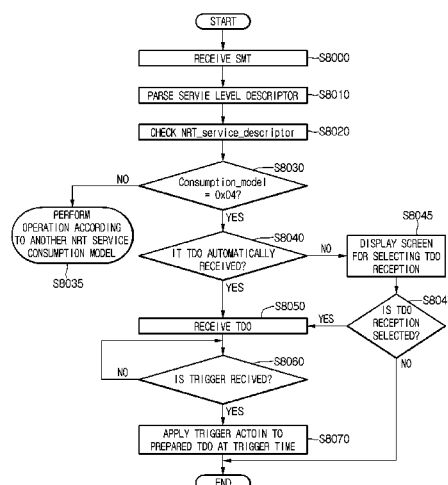 START
RECEIVE SMT
S8000
PARSE SERVIE LEVEL DESCRIPTOR
S8010
CHECK NRT_service_descriptor
S8020
S8030
Consumption_model
= 0x04?
NO
YES
PERFORM
OPERATION ACCORDING
TO ANOTHER NRT SERVICE
CONSUMPTION MODEL
S8035
S8040
IT TDO AUTOMATICALLY
RECEIVED?
NO
YES
S8045
DISPLAY SCREEN
FOR SELECTING TDO
RECEPTION
S804
IS TDO
RECEPTION
SELECTED?
YES
NO
S8050
RECEIVE TDO
S8060
IS TRIGGER RECIVED?
NO
YES
APPLY TRIGGER ACTOIN TO
PREPARED TDO AT TRIGGER TIME
S8070
END